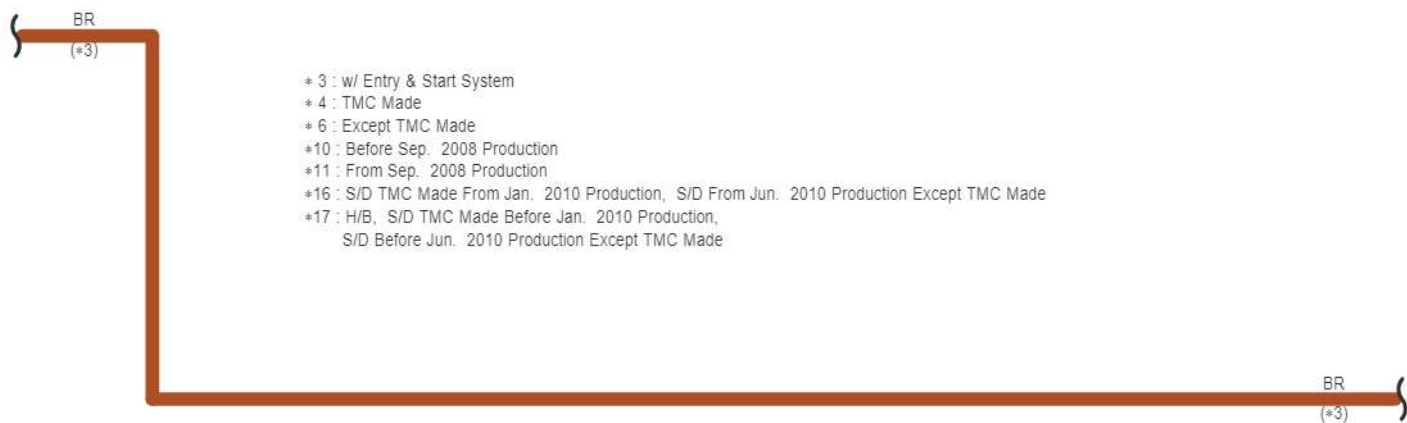 BR
(*3)
* 3 : w/ Entry & Start System
* 4 : TMC Made
* 6 : Except TMC Made
*10 : Before Sep. 2008 Production
*11 : From Sep. 2008 Production
*16 : S/D TMC Made From Jan. 2010 Production, S/D From Jun. 2010 Production Except TMC Made
*17 : H/B, S/D TMC Made Before Jan. 2010 Production,
S/D Before Jun. 2010 Production Except TMC Made
BR
(*3)